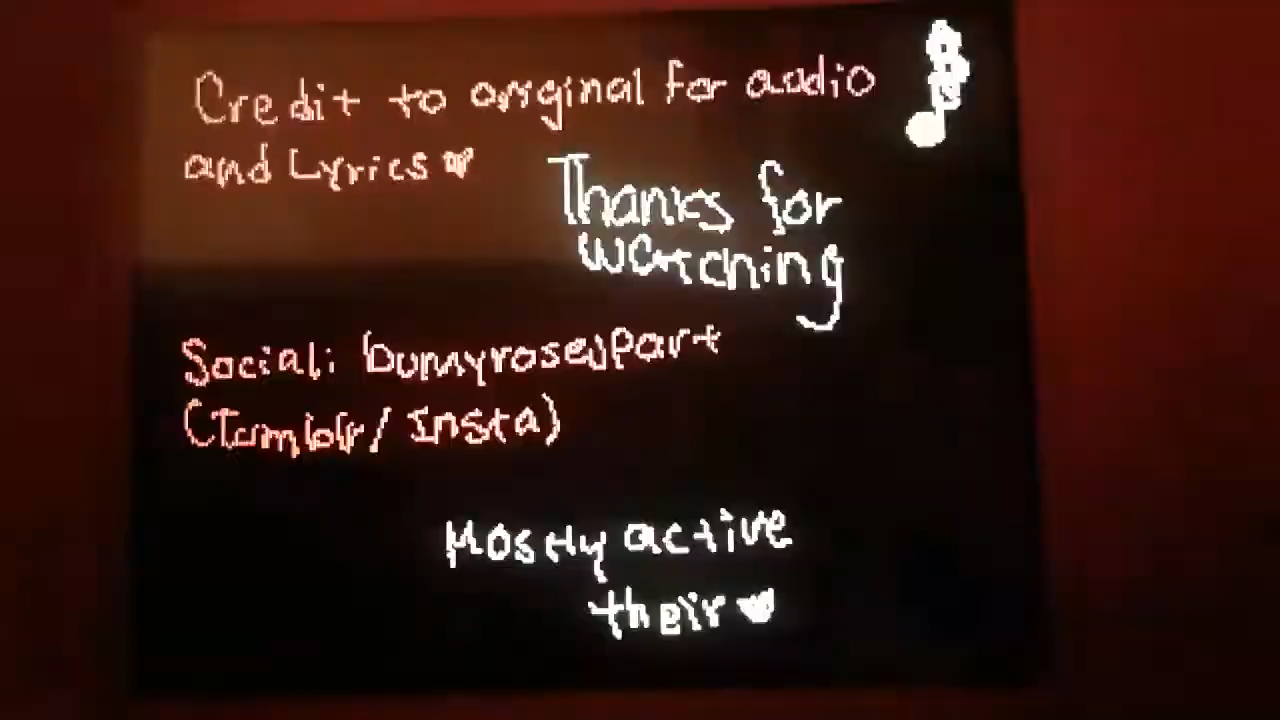 Credit to original for audio
and Lyrics ♥
Thanks for
watching
Social:
(Tumblr/Insta)
Mostly active
their ♥